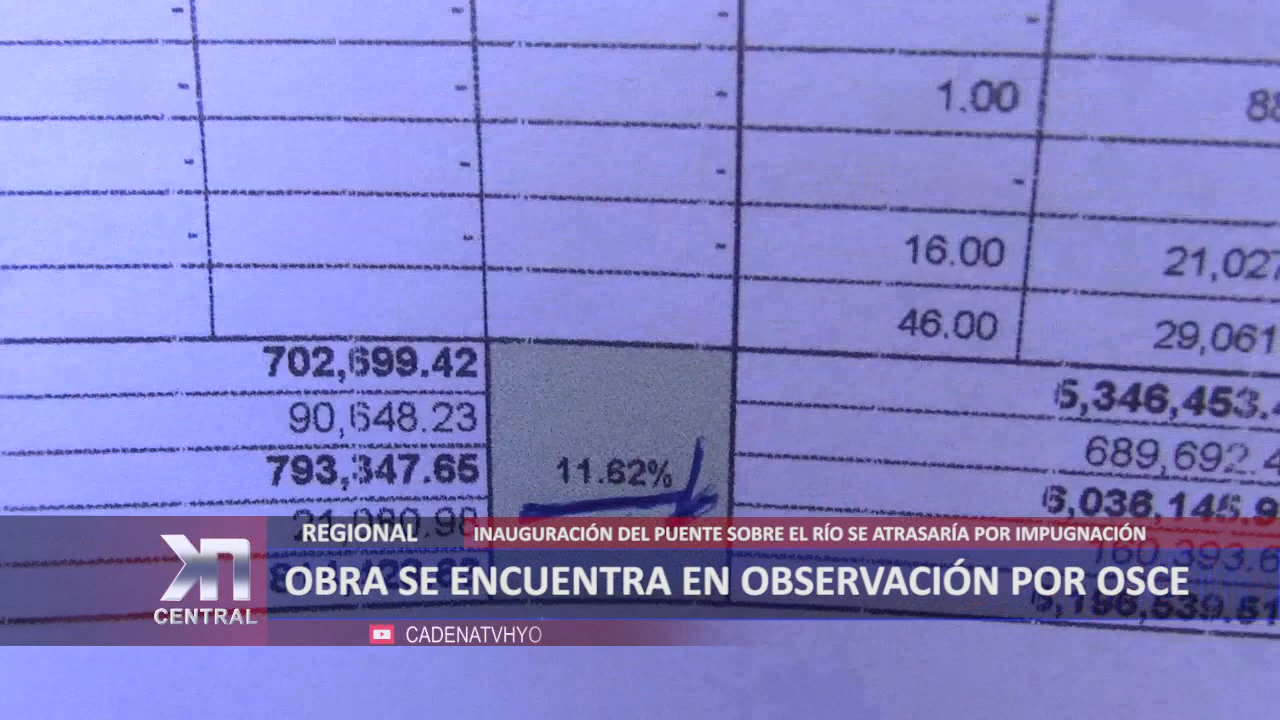 1.00
16.00 21,027
46.00 29,061
702,699.42
90,648.23 5,346,453.
793,347.65 11.62% 689,692.4
6,036,145.9
REGIONAL INAUGURACIÓN DEL PUENTE SOBRE EL RÍO SE ATRASARÍA POR IMPUGNACIÓN
OBRA SE ENCUENTRA EN OBSERVACIÓN POR OSCE
CENTRAL
CADENATVHYO